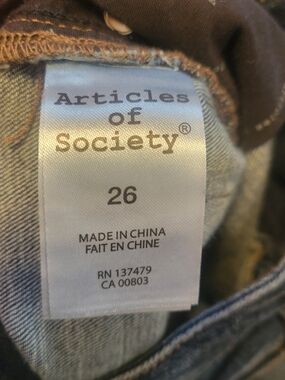 Articles
of
Society®
26
MADE IN CHINA
FAIT EN CHINE
RN 137479
CA 00803